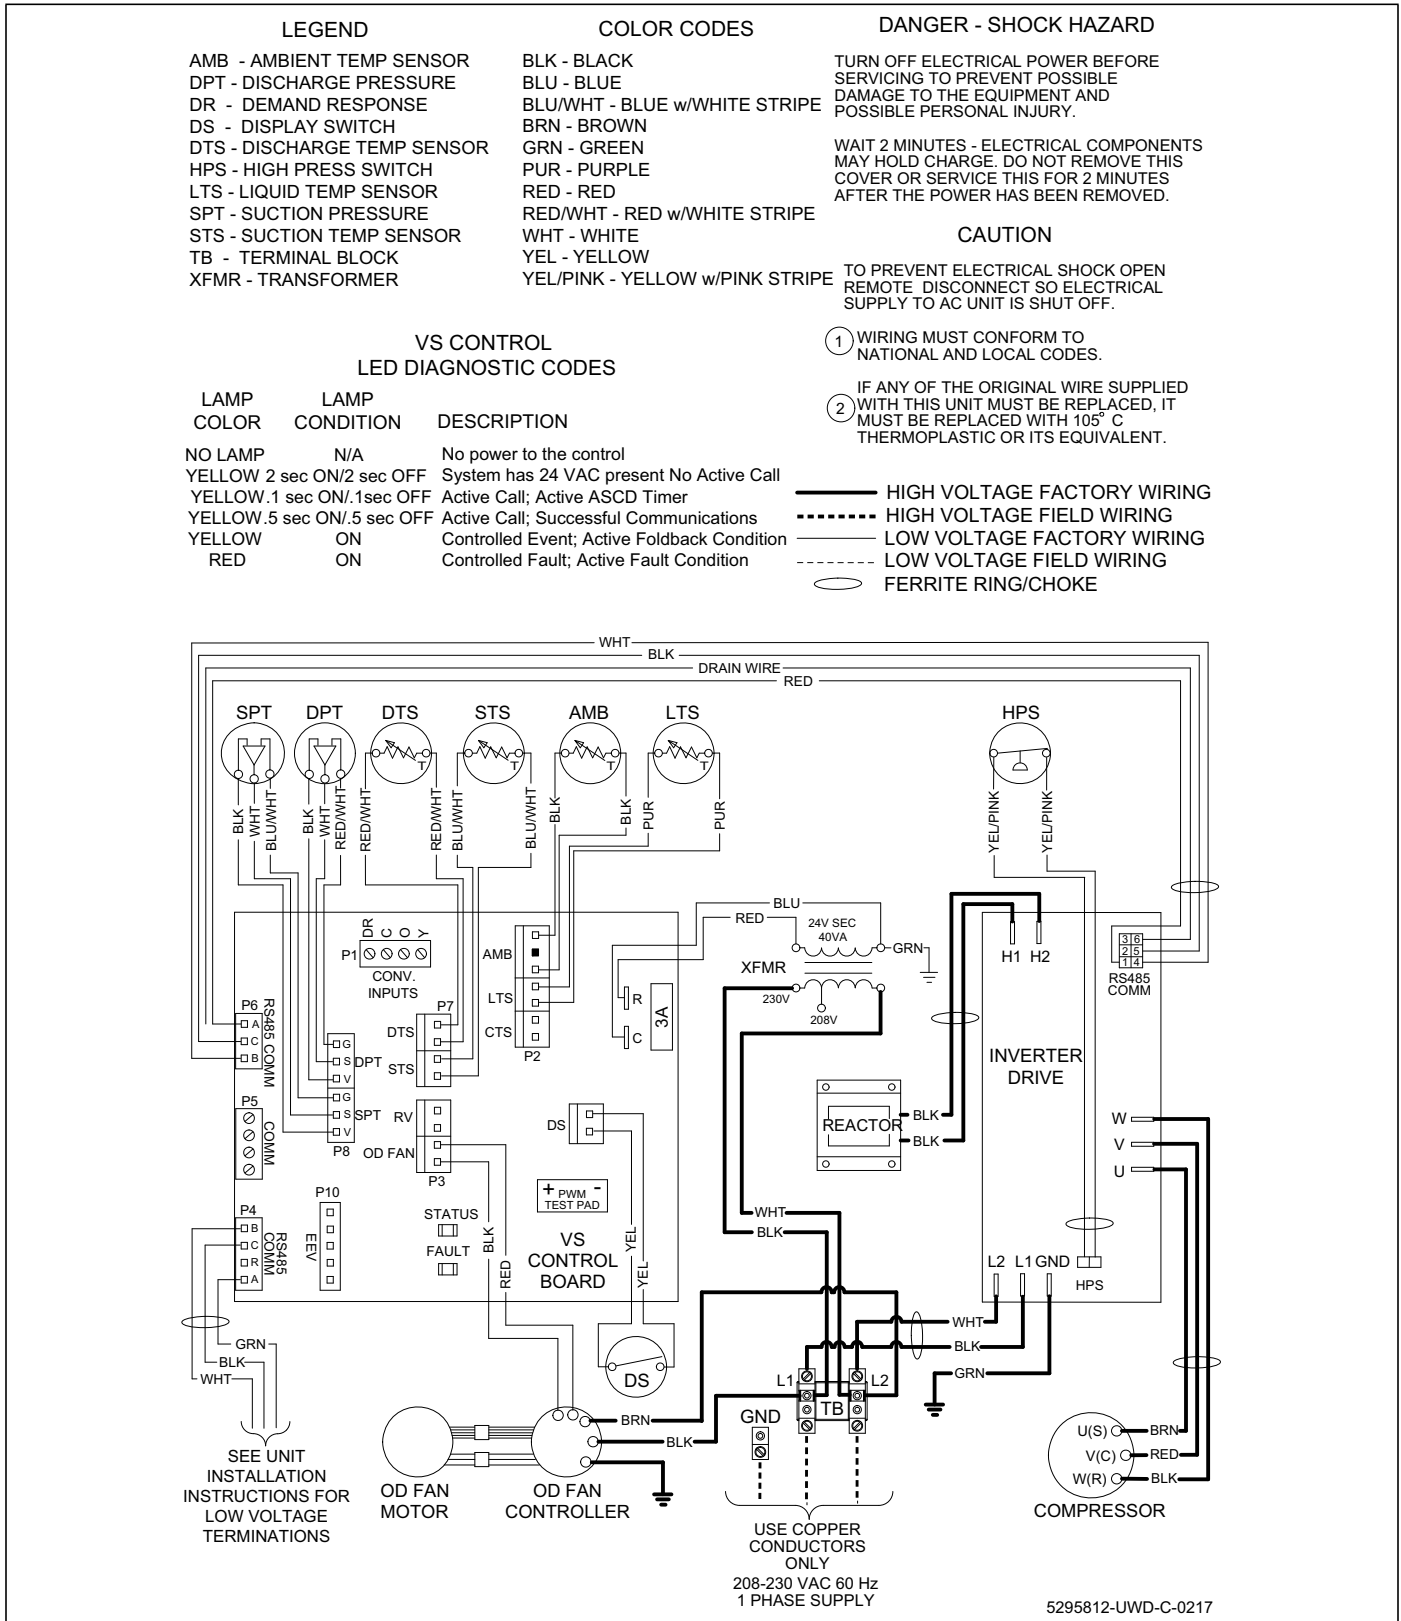 LEGEND
AMB - AMBIENT TEMP SENSOR
DPT - DISCHARGE PRESSURE
DR - DEMAND RESPONSE
DS - DISPLAY SWITCH
DTS - DISCHARGE TEMP SENSOR
HPS - HIGH PRESS SWITCH
LTS - LIQUID TEMP SENSOR
SPT - SUCTION PRESSURE
STS - SUCTION TEMP SENSOR
TB - TERMINAL BLOCK
XFMR - TRANSFORMER
COLOR CODES
BLK - BLACK
BLU - BLUE
BLU/WHT - BLUE w/WHITE STRIPE
BRN - BROWN
GRN - GREEN
PUR - PURPLE
RED - RED
RED/WHT - RED w/WHITE STRIPE
WHT - WHITE
YEL - YELLOW
YEL/PINK - YELLOW w/PINK STRIPE
DANGER - SHOCK HAZARD
TURN OFF ELECTRICAL POWER BEFORE
SERVICING TO PREVENT POSSIBLE
DAMAGE TO THE EQUIPMENT AND
POSSIBLE PERSONAL INJURY.
WAIT 2 MINUTES - ELECTRICAL COMPONENTS
MAY HOLD CHARGE. DO NOT REMOVE THIS
COVER OR SERVICE THIS FOR 2 MINUTES
AFTER THE POWER HAS BEEN REMOVED.
CAUTION
TO PREVENT ELECTRICAL SHOCK OPEN
REMOTE DISCONNECT SO ELECTRICAL
SUPPLY TO AC UNIT IS SHUT OFF.
1 WIRING MUST CONFORM TO
NATIONAL AND LOCAL CODES.
2 IF ANY OF THE ORIGINAL WIRE SUPPLIED
WITH THIS UNIT MUST BE REPLACED, IT
MUST BE REPLACED WITH 105° C
THERMOPLASTIC OR ITS EQUIVALENT.
VS CONTROL
LED DIAGNOSTIC CODES
LAMP COLOR LAMP CONDITION DESCRIPTION
NO LAMP N/A No power to the control
YELLOW 2 sec ON/2 sec OFF System has 24 VAC present No Active Call
YELLOW .1 sec ON/.1sec OFF Active Call; Active ASCD Timer
YELLOW .5 sec ON/.5 sec OFF Active Call; Successful Communications
YELLOW ON Controlled Event; Active Foldback Condition
RED ON Controlled Fault; Active Fault Condition
HIGH VOLTAGE FACTORY WIRING
HIGH VOLTAGE FIELD WIRING
LOW VOLTAGE FACTORY WIRING
LOW VOLTAGE FIELD WIRING
FERRITE RING/CHOKE
WHT
BLK
DRAIN WIRE
RED
SPT DPT DTS STS AMB LTS HPS
T T T T
BLK WHT BLU/WHT BLK WHT RED/WHT RED/WHT RED/WHT BLU/WHT BLU/WHT BLK BLK PUR PUR YEL/PINK YEL/PINK
DR C O Y
P1
CONV.
INPUTS
P6
A
C
B
RS485 COMM
G
S DPT
V
G
S SPT
V
P8
P7
DTS
STS
AMB
LTS
CTS
P2
R
C
3A
BLU
RED
24V SEC
40VA
GRN
XFMR
230V
208V
H1 H2
3 6
2 5
1 4
RS485
COMM
INVERTER
DRIVE
W
V
U
REACTOR
BLK
BLK
P5
COMM
RV
OD FAN
P3
DS
+ PWM -
TEST PAD
P4
B
C
R
A
RS485
COMM
P10
EEV
STATUS
FAULT
BLK
RED
VS
CONTROL
BOARD
YEL
YEL
WHT
BLK
L2 L1 GND
HPS
WHT
BLK
GRN
GRN
BLK
WHT
SEE UNIT
INSTALLATION
INSTRUCTIONS FOR
LOW VOLTAGE
TERMINATIONS
DS
L1 L2
TB
GND
BRN
BLK
OD FAN
MOTOR
OD FAN
CONTROLLER
USE COPPER
CONDUCTORS
ONLY
208-230 VAC 60 Hz
1 PHASE SUPPLY
U(S) BRN
V(C) RED
W(R) BLK
COMPRESSOR
5295812-UWD-C-0217